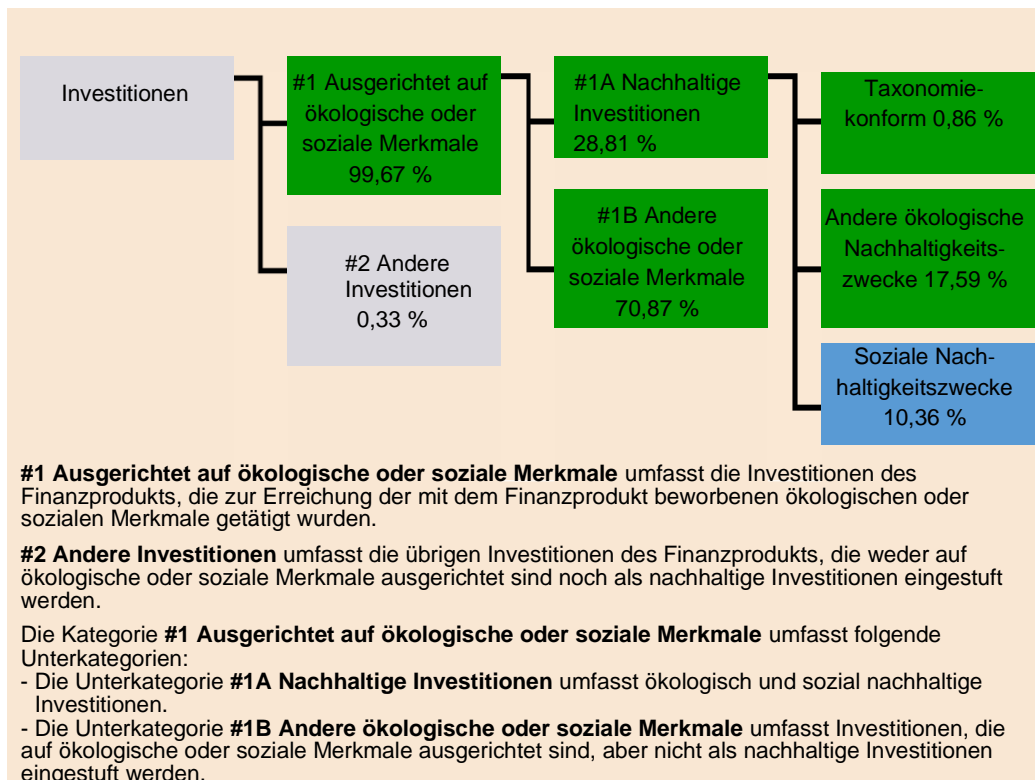 Investitionen
#1 Ausgerichtet auf
ökologische oder
soziale Merkmale
99,67 %
#2 Andere
Investitionen
0,33 %
#1A Nachhaltige
Investitionen
28,81 %
#1B Andere
ökologische oder
soziale Merkmale
70,87 %
Taxonomie-
konform 0,86 %
Andere ökologische
Nachhaltigkeits-
zwecke 17,59 %
Soziale Nach-
haltigkeitszwecke
10,36 %
#1 Ausgerichtet auf ökologische oder soziale Merkmale umfasst die Investitionen des
Finanzprodukts, die zur Erreichung der mit dem Finanzprodukt beworbenen ökologischen oder
sozialen Merkmale getätigt wurden.
#2 Andere Investitionen umfasst die übrigen Investitionen des Finanzprodukts, die weder auf
ökologische oder soziale Merkmale ausgerichtet sind noch als nachhaltige Investitionen eingestuft
werden.
Die Kategorie #1 Ausgerichtet auf ökologische oder soziale Merkmale umfasst folgende
Unterkategorien:
- Die Unterkategorie #1A Nachhaltige Investitionen umfasst ökologisch und sozial nachhaltige
Investitionen.
- Die Unterkategorie #1B Andere ökologische oder soziale Merkmale umfasst Investitionen, die
auf ökologische oder soziale Merkmale ausgerichtet sind, aber nicht als nachhaltige Investitionen
eingestuft werden.